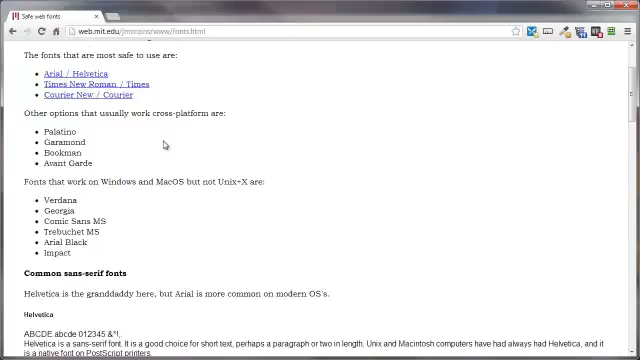 Safe web fonts
web.mit.edu/jmorzins/www/fonts.html
The fonts that are most safe to use are:
Arial / Helvetica
Times New Roman / Times
Courier New / Courier
Other options that usually work cross-platform are:
Palatino
Garamond
Bookman
Avant Garde
Fonts that work on Windows and MacOS but not Unix+X are:
Verdana
Georgia
Comic Sans MS
Trebuchet MS
Arial Black
Impact
Common sans-serif fonts
Helvetica is the granddaddy here, but Arial is more common on modern OS's.
Helvetica
ABCDE abcde 012345 &*!,.
Helvetica is a sans-serif font. It is a good choice for short text, perhaps a paragraph or two in length. Unix and Macintosh computers have had always had Helvetica, and it
is a native font on PostScript printers.